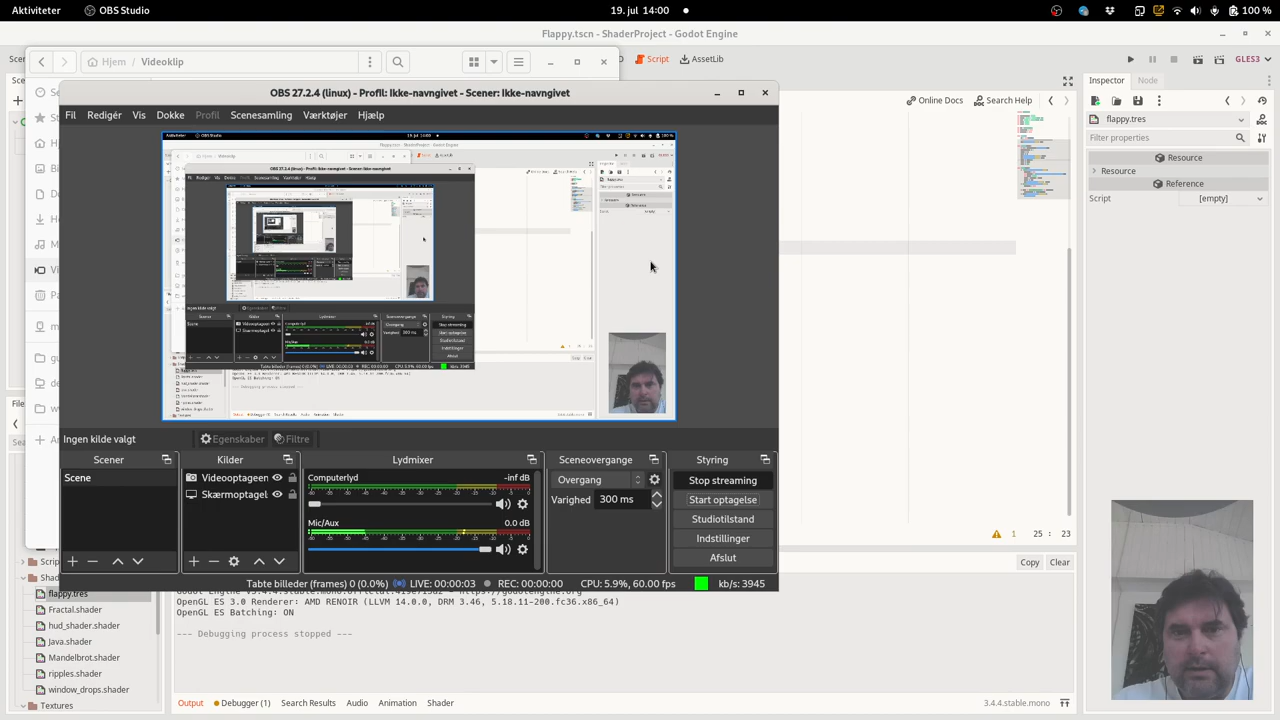 Aktiviteter
OBS Studio
19. jul 14:00
100 %
Flappy.tscn - ShaderProject - Godot Engine
Hjem / Videoklip
Script
AssetLib
GLES3
OBS 27.2.4 (linux) - Profil: Ikke-navngivet - Scener: Ikke-navngivet
Fil Redigér Vis Dokke Profil Scenesamling Værktøjer Hjælp
Online Docs
Search Help
Inspector
Node
flappy.tres
Filter properties
Resource
Resource
Reference
Script
[empty]
Ingen kilde valgt
Egenskaber
Filtre
Scener
Scene
Kilder
Videooptageen
Skærmoptagel
Lydmixer
Computerlyd
-inf dB
Mic/Aux
0.0 dB
Sceneovergange
Overgang
Varighed
300 ms
Styring
Stop streaming
Start optagelse
Studiotilstand
Indstillinger
Afslut
Tabte billeder (frames) 0 (0,0%)
LIVE: 00:00:03
REC: 00:00:00
CPU: 5.9%, 60.00 fps
kb/s: 3945
1
25 : 23
Copy
Clear
flappy.tres
Fractal.shader
hud_shader.shader
Java.shader
Mandelbrot.shader
ripples.shader
window_drops.shader
Textures
OpenGL ES 3.0 Renderer: AMD RENOIR (LLVM 14.0.0, DRM 3.46, 5.18.11-200.fc36.x86_64)
OpenGL ES Batching: ON
--- Debugging process stopped ---
Output
Debugger (1)
Search Results
Audio
Animation
Shader
3.4.4.stable.mono